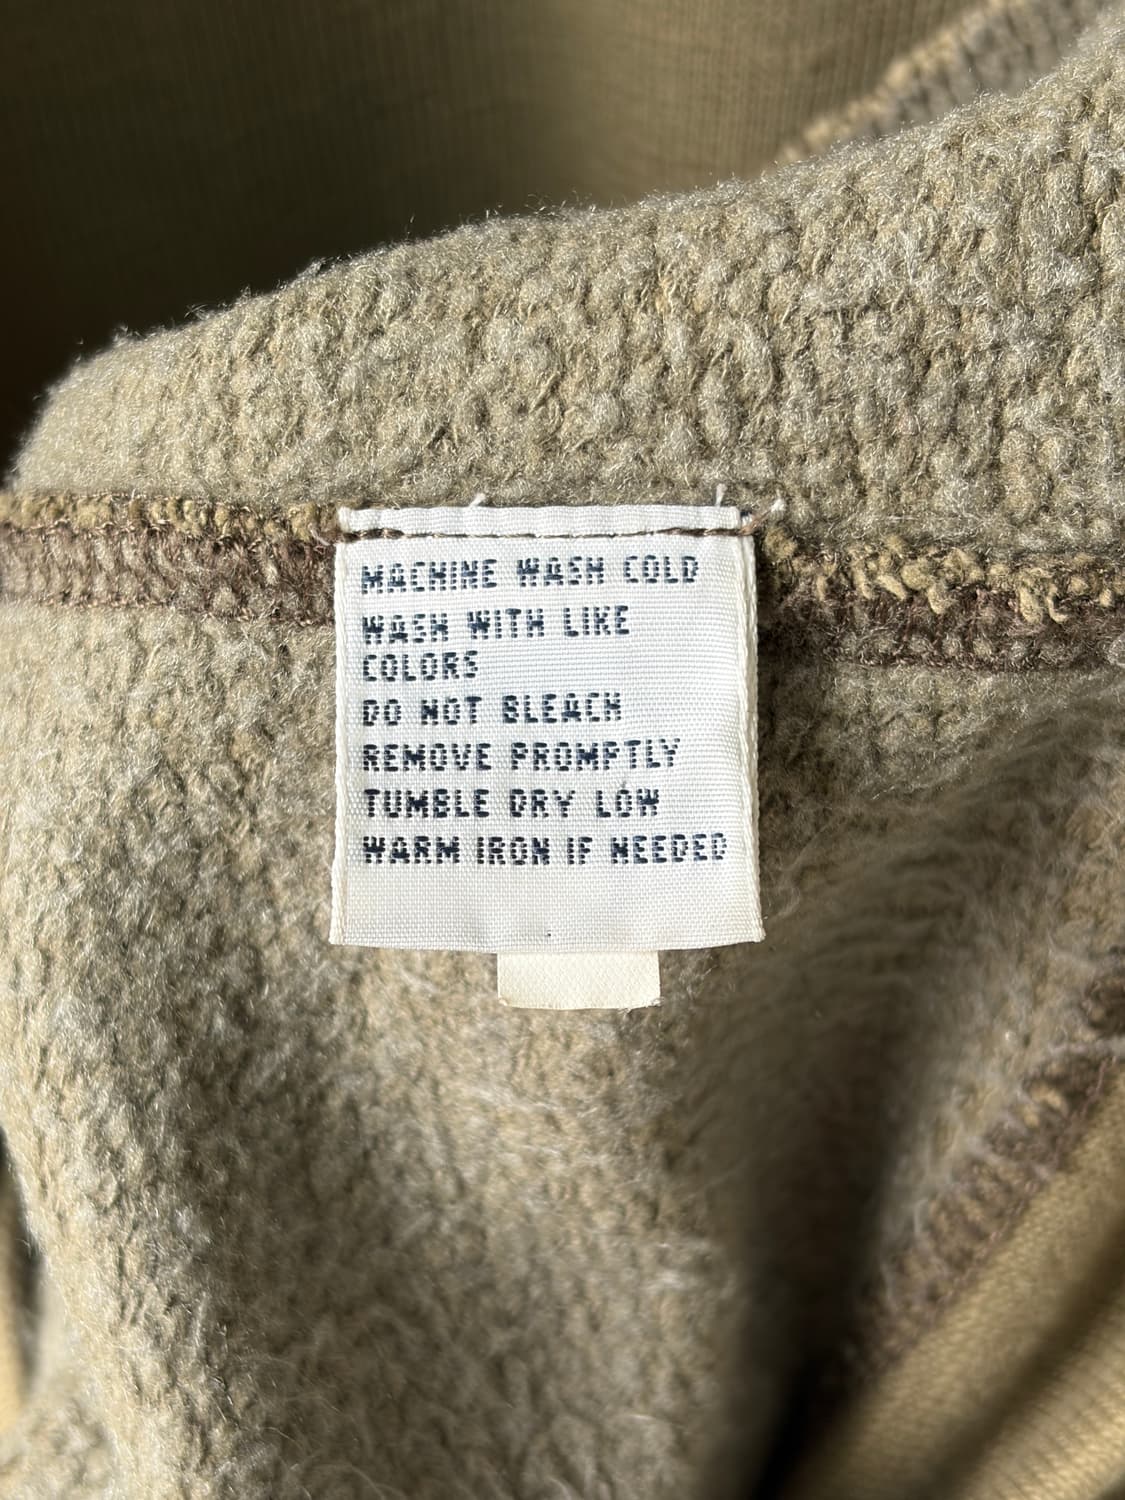 MACHINE WASH COLD
WASH WITH LIKE
COLORS
DO NOT BLEACH
REMOVE PROMPTLY
TUMBLE DRY LOW
WARM IRON IF NEEDED